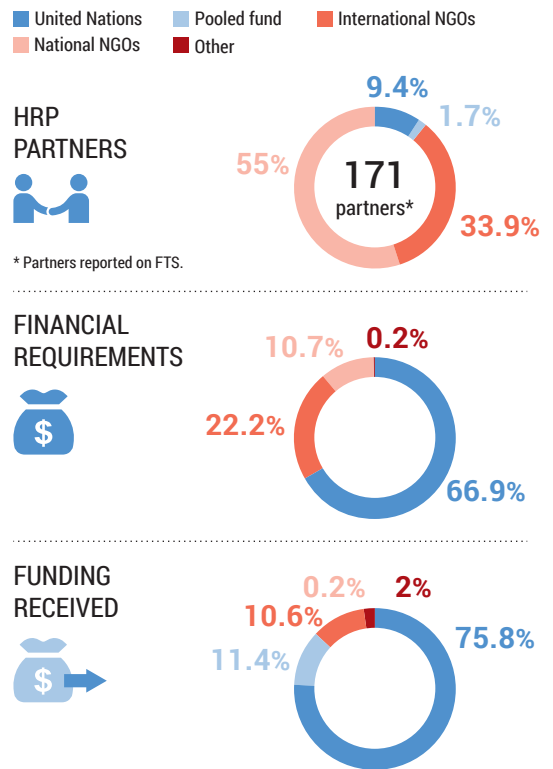 United Nations
Pooled fund
International NGOs
National NGOs
Other
HRP
PARTNERS
9.4%
1.7%
55%
171
partners*
33.9%
* Partners reported on FTS.
FINANCIAL
REQUIREMENTS
10.7%
0.2%
22.2%
$
66.9%
FUNDING
RECEIVED
0.2%
2%
10.6%
75.8%
11.4%
$